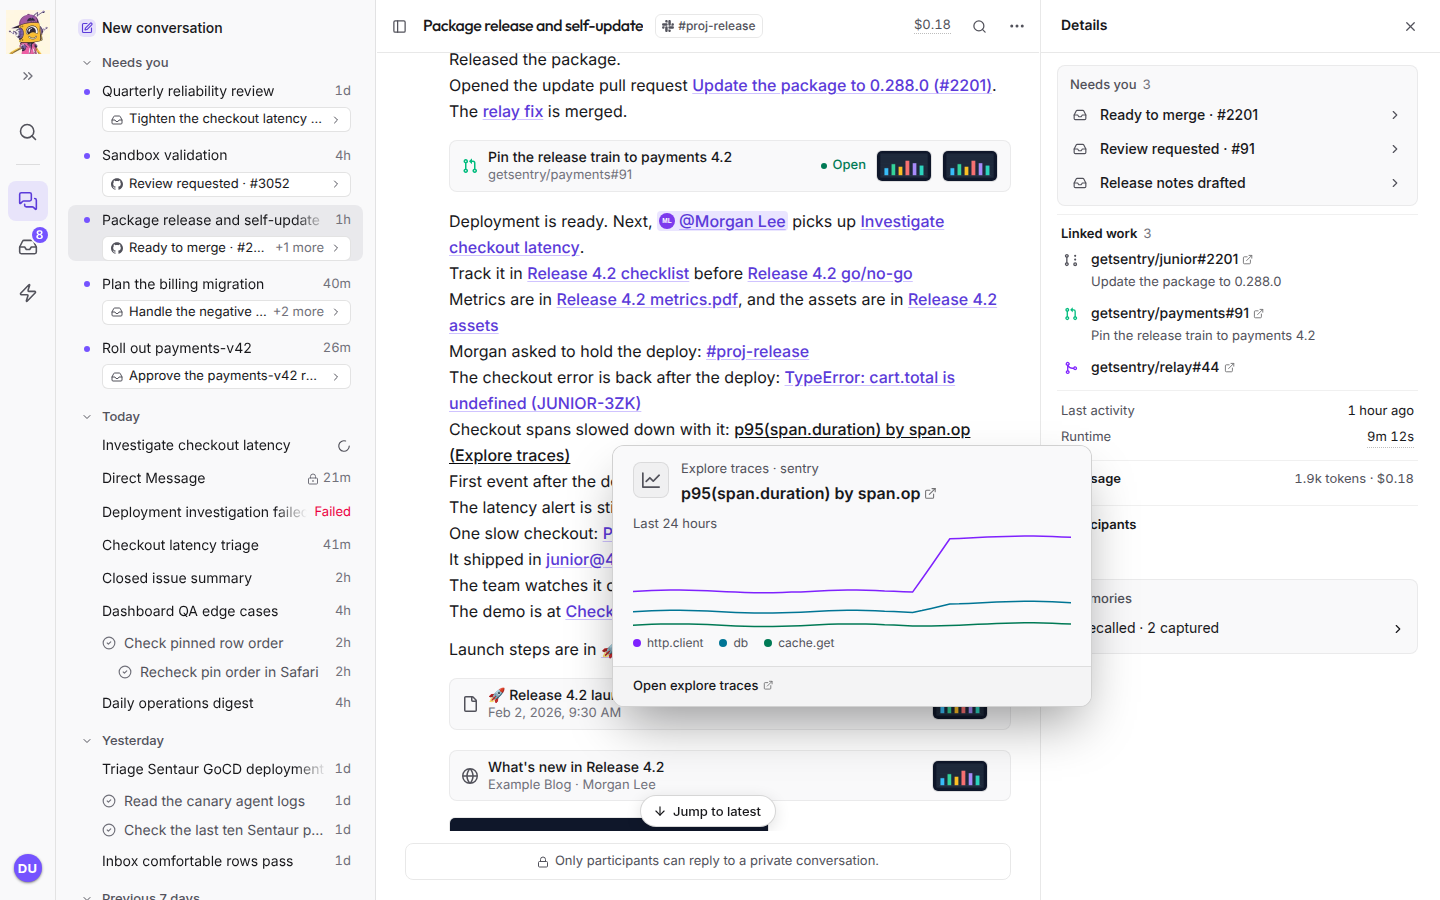 New conversation
Needs you
Quarterly reliability review 1d
Tighten the checkout latency ...
Sandbox validation 4h
Review requested · #3052
Package release and self-update 1h
Ready to merge · #2... +1 more
Plan the billing migration 40m
Handle the negative ... +2 more
Roll out payments-v42 26m
Approve the payments-v42 r...
Today
Investigate checkout latency
Direct Message 21m
Deployment investigation failed Failed
Checkout latency triage 41m
Closed issue summary 2h
Dashboard QA edge cases 4h
Check pinned row order 2h
Recheck pin order in Safari 2h
Daily operations digest 4h
Yesterday
Triage Sentaur GoCD deployment 1d
Read the canary agent logs 1d
Check the last ten Sentaur p... 1d
Inbox comfortable rows pass 1d
Previous 7 days
8
DU
Package release and self-update #proj-release $0.18
Released the package.
Opened the update pull request Update the package to 0.288.0 (#2201).
The relay fix is merged.
Pin the release train to payments 4.2
getsentry/payments#91
Open
Deployment is ready. Next, ML @Morgan Lee picks up Investigate
checkout latency.
Track it in Release 4.2 checklist before Release 4.2 go/no-go
Metrics are in Release 4.2 metrics.pdf, and the assets are in Release 4.2
assets
Morgan asked to hold the deploy: #proj-release
The checkout error is back after the deploy: TypeError: cart.total is
undefined (JUNIOR-3ZK)
Checkout spans slowed down with it: p95(span.duration) by span.op
(Explore traces)
First event after the
The latency alert is
One slow checkout:
It shipped in junior@4
The team watches it
The demo is at Check
Launch steps are in 🚀
🚀 Release 4.2
Feb 2, 2026, 9:30 AM
What's new in Release 4.2
Example Blog · Morgan Lee
Jump to latest
Only participants can reply to a private conversation.
Explore traces · sentry
p95(span.duration) by span.op
Last 24 hours
http.client db cache.get
Open explore traces
Details
Needs you 3
Ready to merge · #2201
Review requested · #91
Release notes drafted
Linked work 3
getsentry/junior#2201
Update the package to 0.288.0
getsentry/payments#91
Pin the release train to payments 4.2
getsentry/relay#44
Last activity 1 hour ago
Runtime 9m 12s
sage 1.9k tokens · $0.18
cipants
mories
ecalled · 2 captured